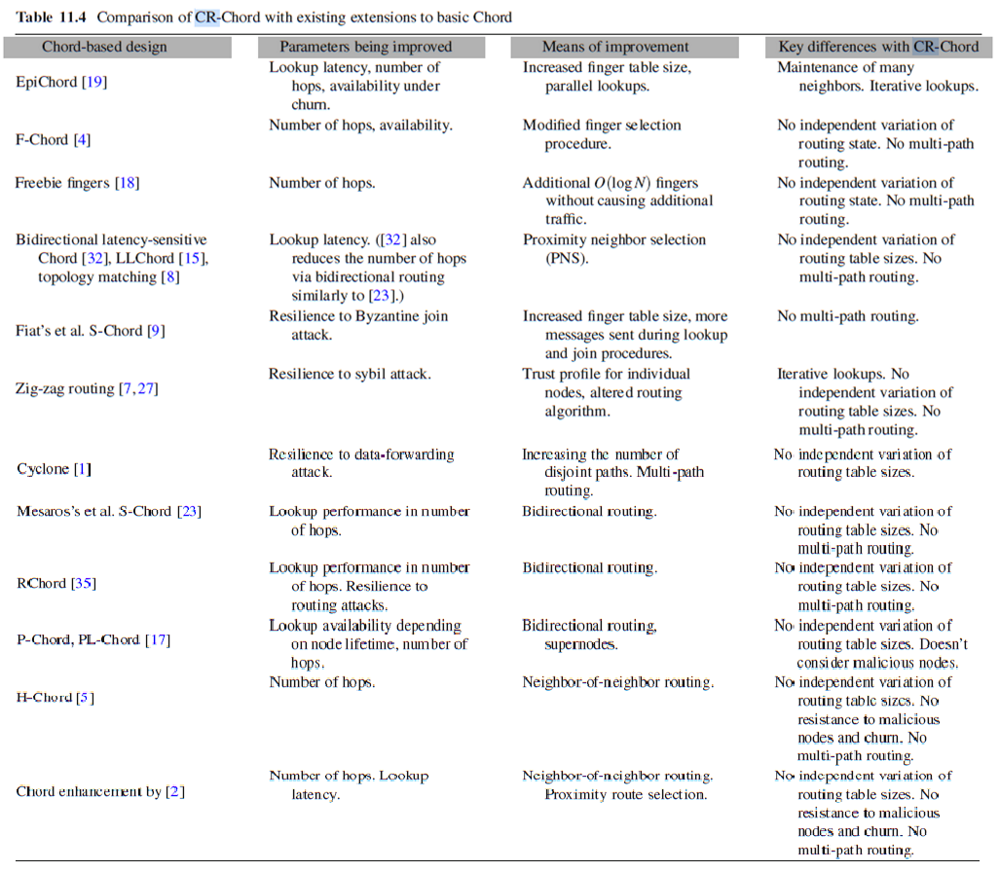 Table 11.4 Comparison of CR-Chord with existing extensions to basic Chord
Chord-based design Parameters being improved Means of improvement Key differences with CR-Chord
EpiChord [19] Lookup latency, number of hops, availability under churn. Increased finger table size, parallel lookups. Maintenance of many neighbors. Iterative lookups.
F-Chord [4] Number of hops, availability. Modified finger selection procedure. No independent variation of routing state. No multi-path routing.
Freebie fingers [18] Number of hops. Additional O(log N) fingers without causing additional traffic. No independent variation of routing state. No multi-path routing.
Bidirectional latency-sensitive Chord [32], LLChord [15], topology matching [8] Lookup latency. ([32] also reduces the number of hops via bidirectional routing similarly to [23].) Proximity neighbor selection (PNS). No independent variation of routing table sizes. No multi-path routing.
Fiat's et al. S-Chord [9] Resilience to Byzantine join attack. Increased finger table size, more messages sent during lookup and join procedures. No multi-path routing.
Zig-zag routing [7,27] Resilience to sybil attack. Trust profile for individual nodes, altered routing algorithm. Iterative lookups. No independent variation of routing table sizes. No multi-path routing.
Cyclone [1] Resilience to data-forwarding attack. Increasing the number of disjoint paths. Multi-path routing. No independent variation of routing table sizes.
Mesaros's et al. S-Chord [23] Lookup performance in number of hops. Bidirectional routing. No independent variation of routing table sizes. No multi-path routing.
RChord [35] Lookup performance in number of hops. Resilience to routing attacks. Bidirectional routing. No independent variation of routing table sizes. No multi-path routing.
P-Chord, PL-Chord [17] Lookup availability depending on node lifetime, number of hops. Bidirectional routing, supernodes. No independent variation of routing table sizes. Doesn't consider malicious nodes.
H-Chord [5] Number of hops. Neighbor-of-neighbor routing. No independent variation of routing table sizes. No resistance to malicious nodes and churn. No multi-path routing.
Chord enhancement by [2] Number of hops. Lookup latency. Neighbor-of-neighbor routing. Proximity route selection. No independent variation of routing table sizes. No resistance to malicious nodes and churn. No multi-path routing.